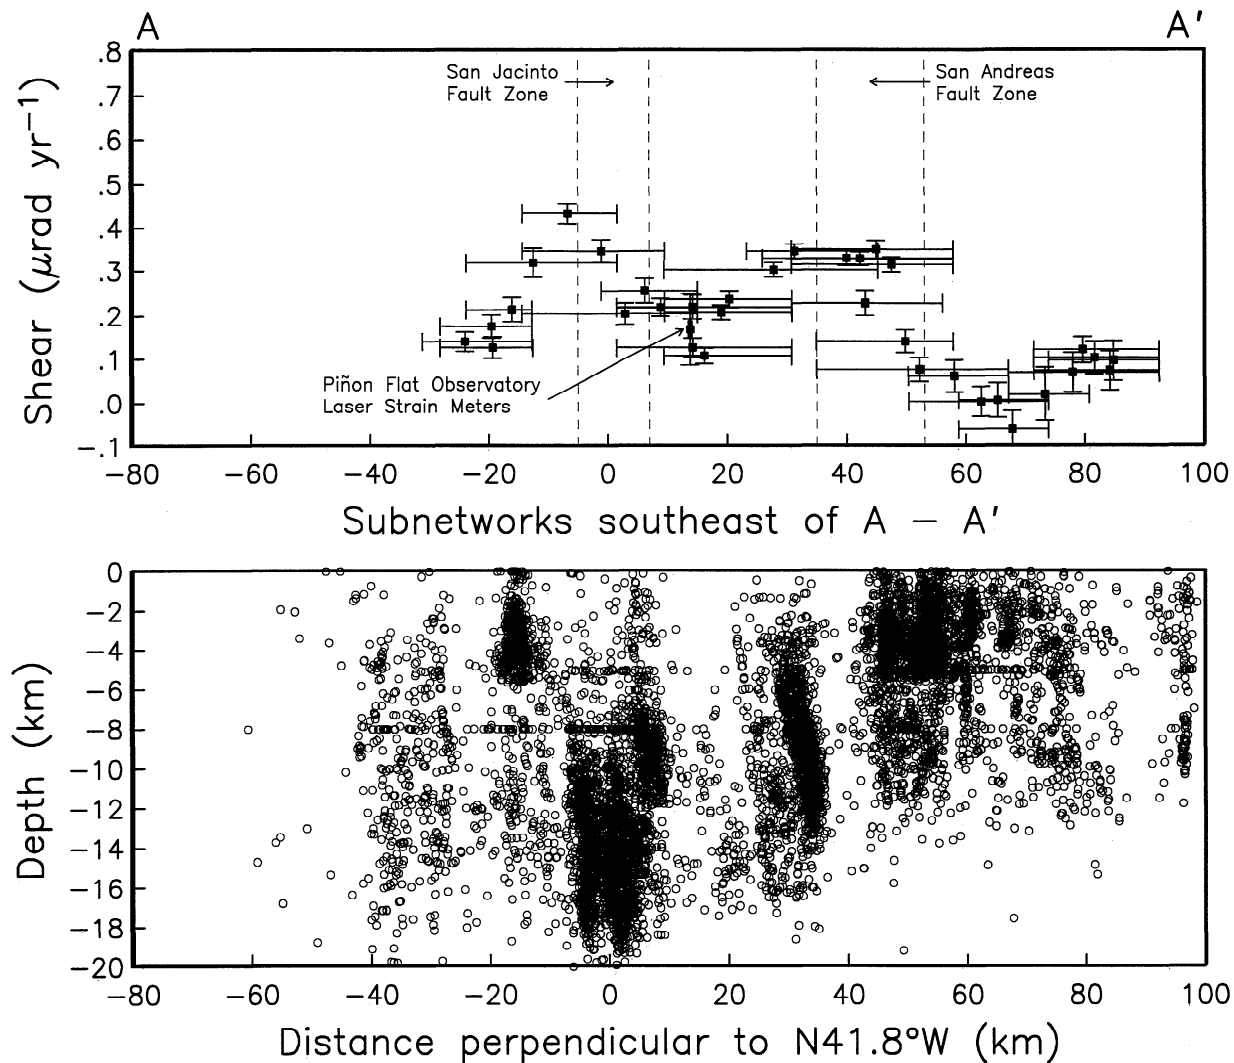 A A'
.8
.7
.6
.5
.4
.3
.2
.1
.0
-.1
Shear (μrad yr⁻¹)
San Jacinto
Fault Zone
San Andreas
Fault Zone
Piñon Flat Observatory
Laser Strain Meters
-80 -60 -40 -20 0 20 40 60 80 100
Subnetworks southeast of A - A'
0
-2
-4
-6
-8
-10
-12
-14
-16
-18
-20
Depth (km)
-80 -60 -40 -20 0 20 40 60 80 100
Distance perpendicular to N41.8°W (km)